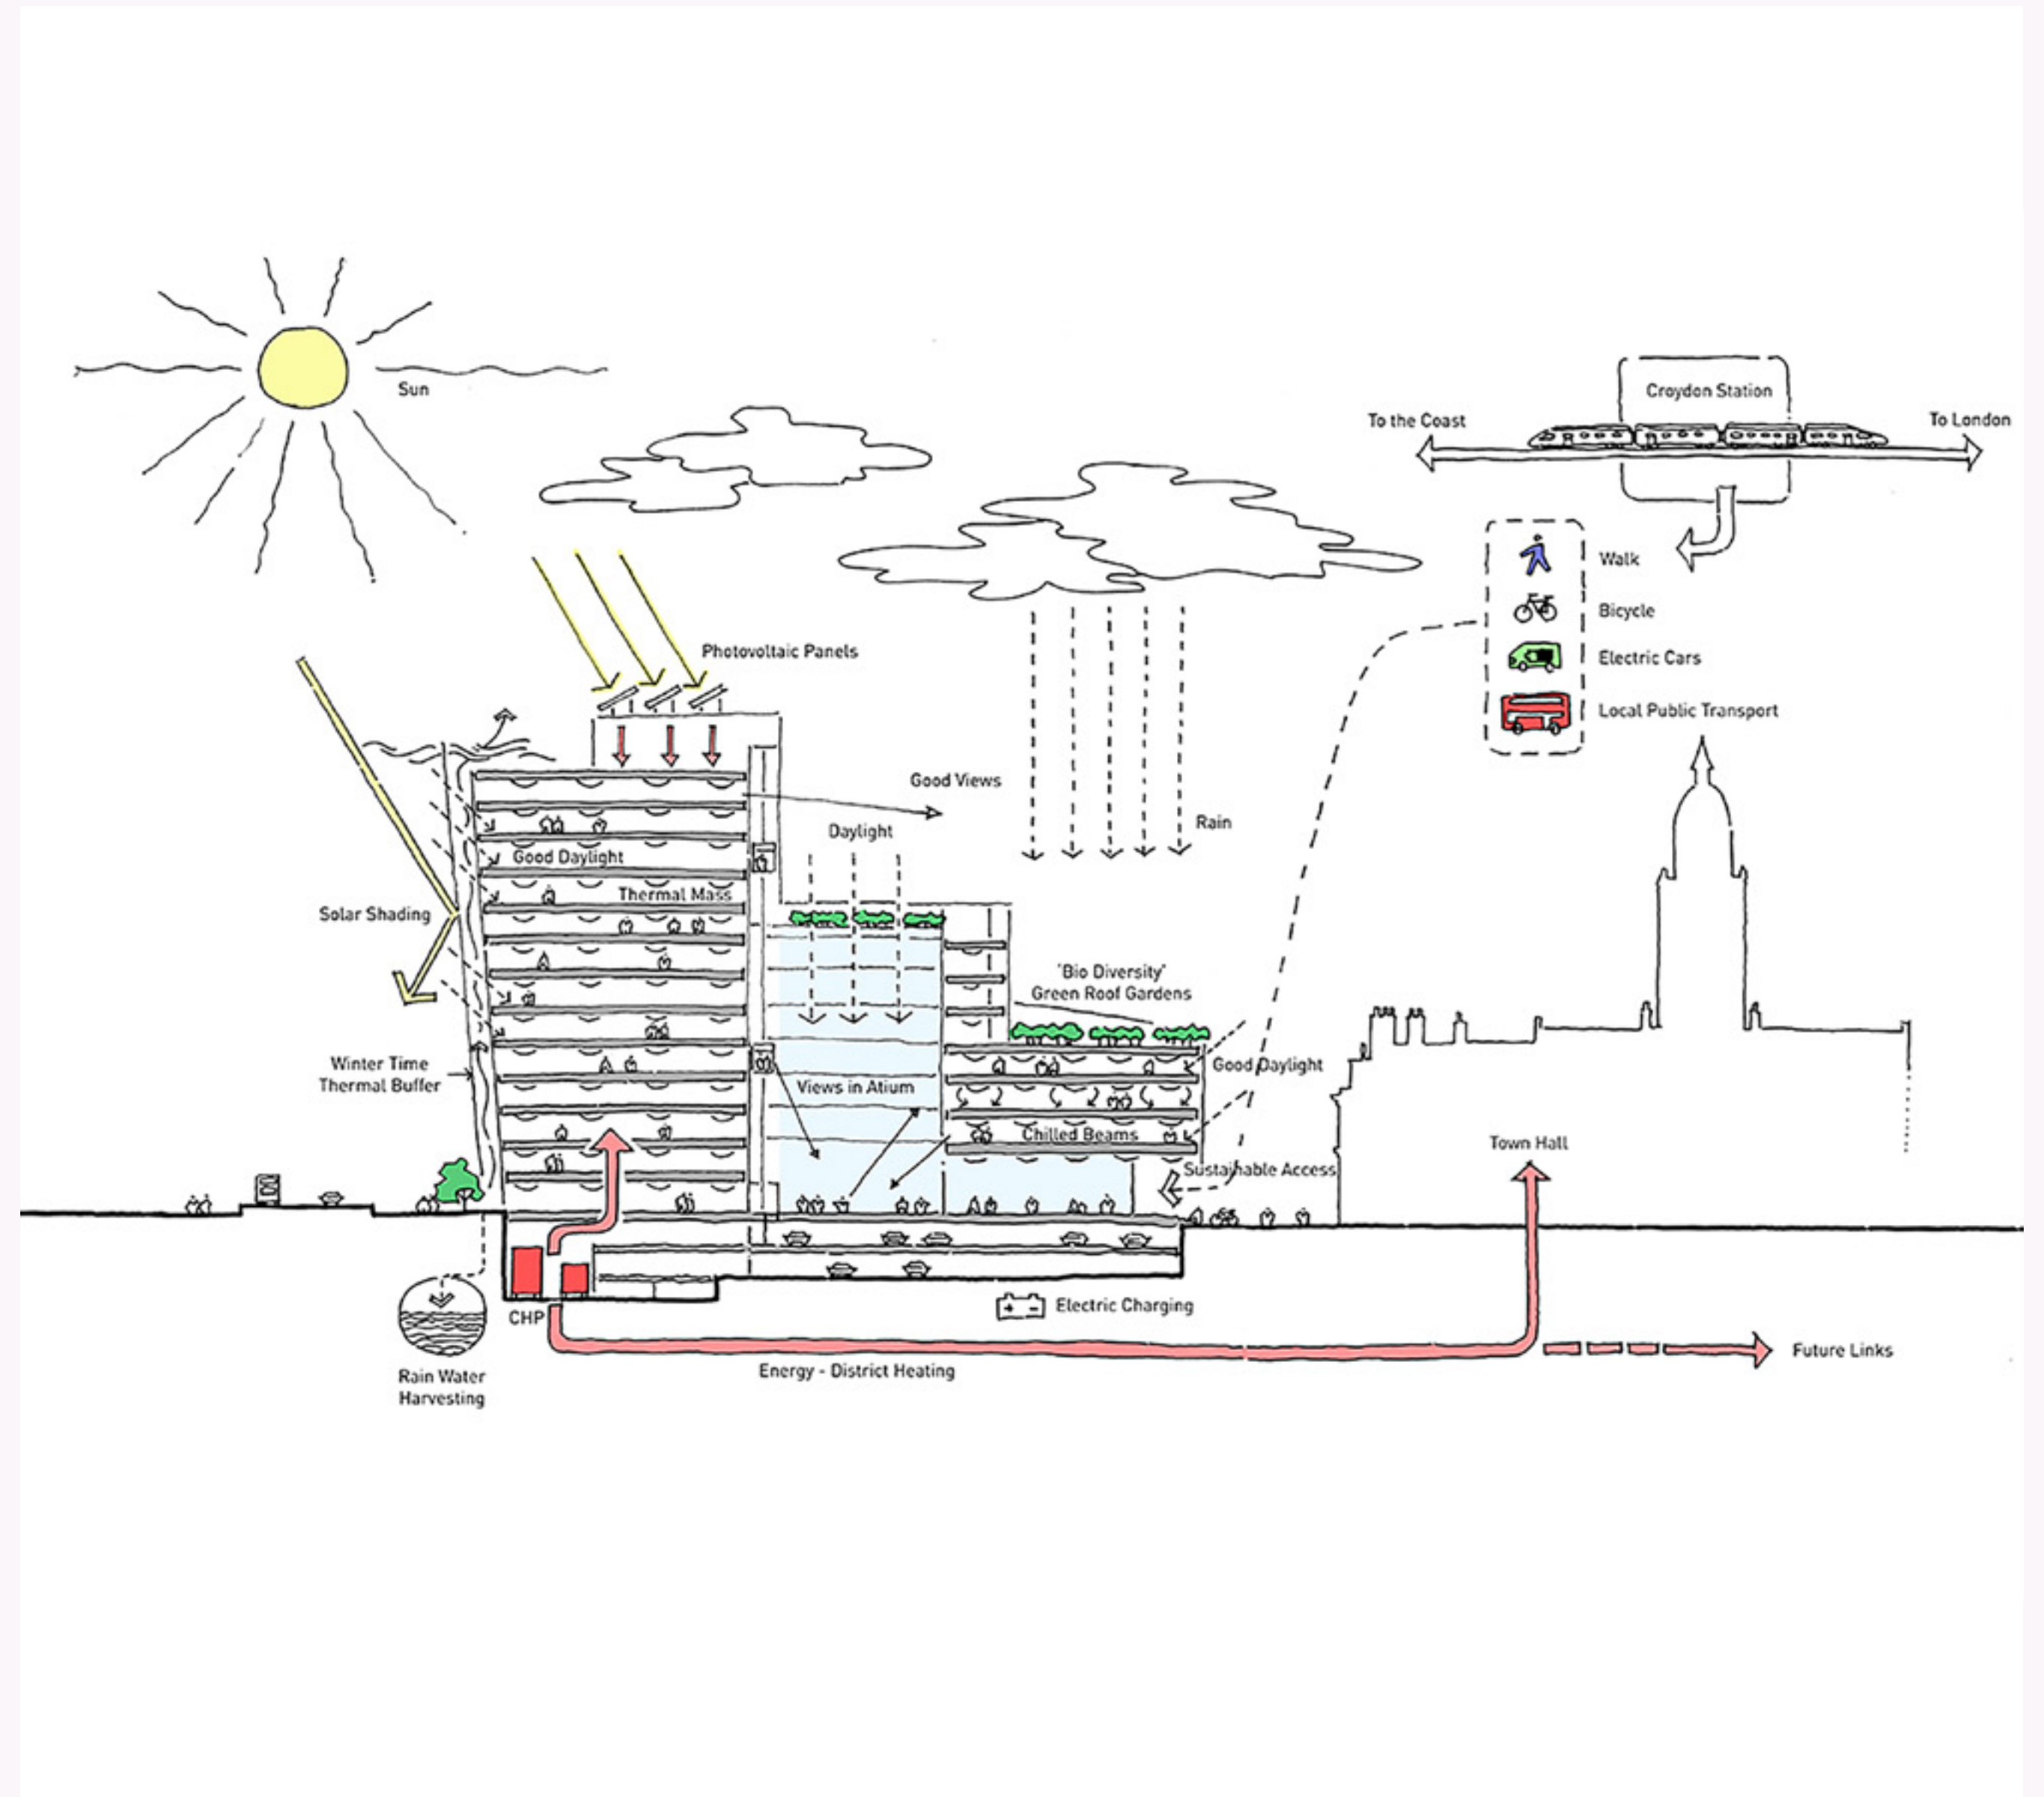 Sun
Croydon Station
To the Coast
To London
Walk
Bicycle
Electric Cars
Local Public Transport
Photovoltaic Panels
Good Views
Daylight
Rain
Good Daylight
Thermal Mass
Solar Shading
'Bio Diversity'
Green Roof Gardens
Winter Time
Thermal Buffer
Good Daylight
Views in Atium
Chilled Beams
Town Hall
Sustainable Access
CHP
Electric Charging
Future Links
Energy - District Heating
Rain Water
Harvesting